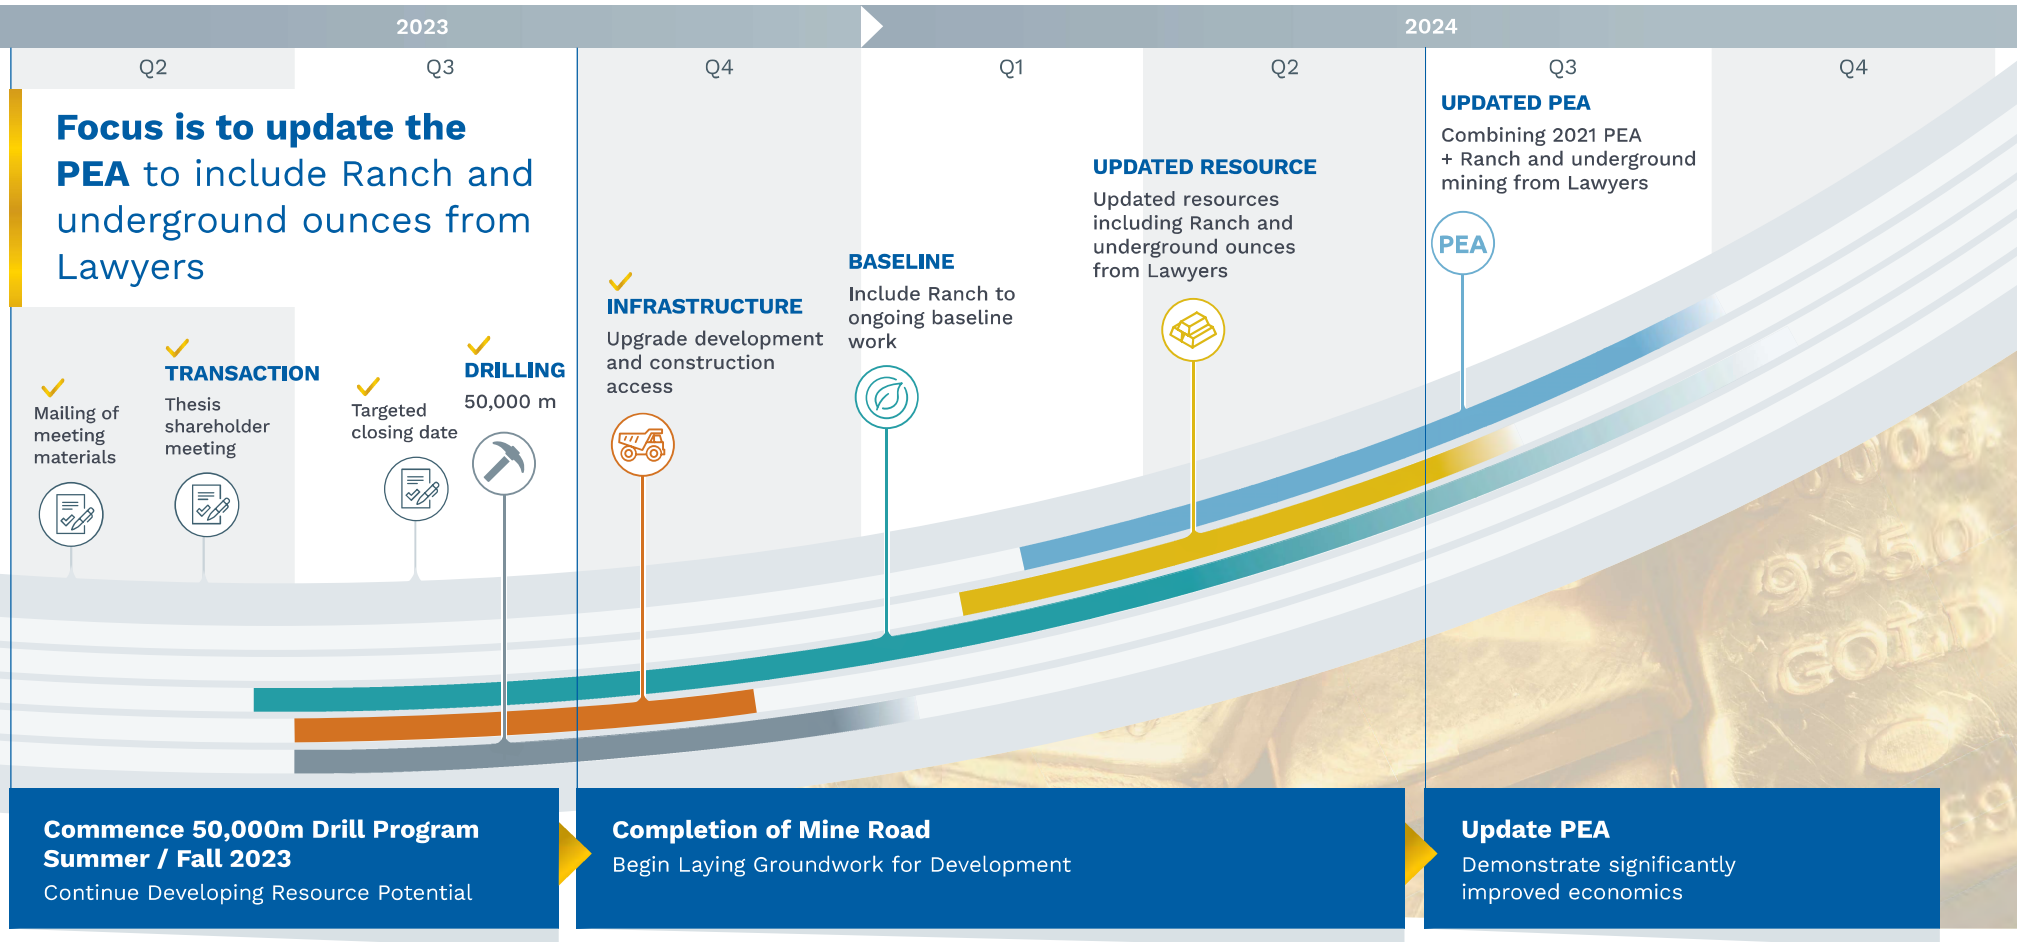 2023
2024
Q2
Q3
Q4
Q1
Q2
Q3
Q4
Focus is to update the
PEA to include Ranch and
underground ounces from
Lawyers
Mailing of
meeting
materials
TRANSACTION
Thesis
shareholder
meeting
Targeted
closing date
DRILLING
50,000 m
INFRASTRUCTURE
Upgrade development
and construction
access
BASELINE
Include Ranch to
ongoing baseline
work
UPDATED RESOURCE
Updated resources
including Ranch and
underground ounces
from Lawyers
UPDATED PEA
Combining 2021 PEA
+ Ranch and underground
mining from Lawyers
PEA
9950
GOLD
Commence 50,000m Drill Program
Summer / Fall 2023
Continue Developing Resource Potential
Completion of Mine Road
Begin Laying Groundwork for Development
Update PEA
Demonstrate significantly
improved economics